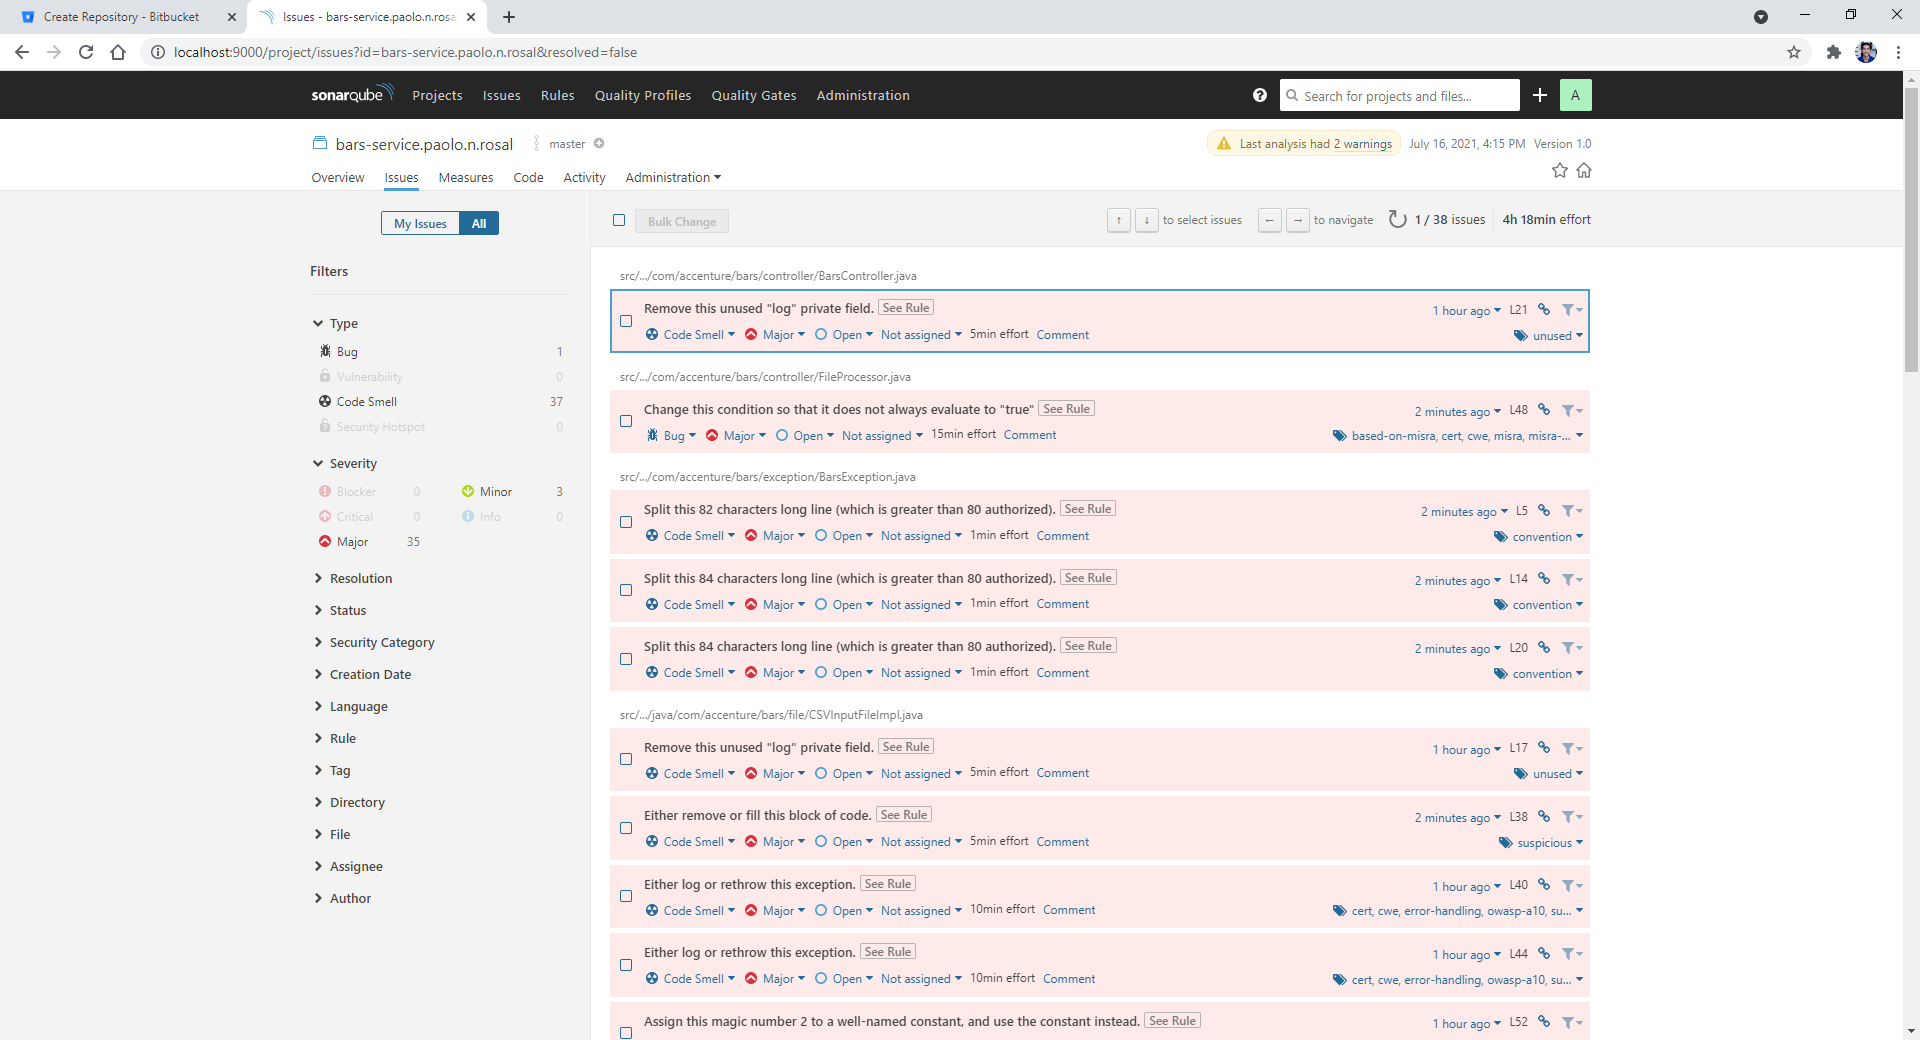 Create Repository - Bitbucket
Issues - bars-service.paolo.n.rosa
localhost:9000/project/issues?id=bars-service.paolo.n.rosal&resolved=false
sonarqube Projects Issues Rules Quality Profiles Quality Gates Administration Search for projects and files... A
bars-service.paolo.n.rosal master Last analysis had 2 warnings July 16, 2021, 4:15 PM Version 1.0
Overview Issues Measures Code Activity Administration
My Issues All
Bulk Change ↑ ↓ to select issues ← → to navigate 1 / 38 issues 4h 18min effort
Filters
Type
Bug 1
Vulnerability 0
Code Smell 37
Security Hotspot 0
Severity
Blocker 0 Minor 3
Critical 0 Info 0
Major 35
Resolution
Status
Security Category
Creation Date
Language
Rule
Tag
Directory
File
Assignee
Author
src/.../com/accenture/bars/controller/BarsController.java
Remove this unused "log" private field. See Rule 1 hour ago L21
Code Smell Major Open Not assigned 5min effort Comment unused
src/.../com/accenture/bars/controller/FileProcessor.java
Change this condition so that it does not always evaluate to "true" See Rule 2 minutes ago L48
Bug Major Open Not assigned 15min effort Comment based-on-misra, cert, cwe, misra, misra-...
src/.../com/accenture/bars/exception/BarsException.java
Split this 82 characters long line (which is greater than 80 authorized). See Rule 2 minutes ago L5
Code Smell Major Open Not assigned 1min effort Comment convention
Split this 84 characters long line (which is greater than 80 authorized). See Rule 2 minutes ago L14
Code Smell Major Open Not assigned 1min effort Comment convention
Split this 84 characters long line (which is greater than 80 authorized). See Rule 2 minutes ago L20
Code Smell Major Open Not assigned 1min effort Comment convention
src/.../java/com/accenture/bars/file/CSVInputFileImpl.java
Remove this unused "log" private field. See Rule 1 hour ago L17
Code Smell Major Open Not assigned 5min effort Comment unused
Either remove or fill this block of code. See Rule 2 minutes ago L38
Code Smell Major Open Not assigned 5min effort Comment suspicious
Either log or rethrow this exception. See Rule 1 hour ago L40
Code Smell Major Open Not assigned 10min effort Comment cert, cwe, error-handling, owasp-a10, su...
Either log or rethrow this exception. See Rule 1 hour ago L44
Code Smell Major Open Not assigned 10min effort Comment cert, cwe, error-handling, owasp-a10, su...
Assign this magic number 2 to a well-named constant, and use the constant instead. See Rule 1 hour ago L52